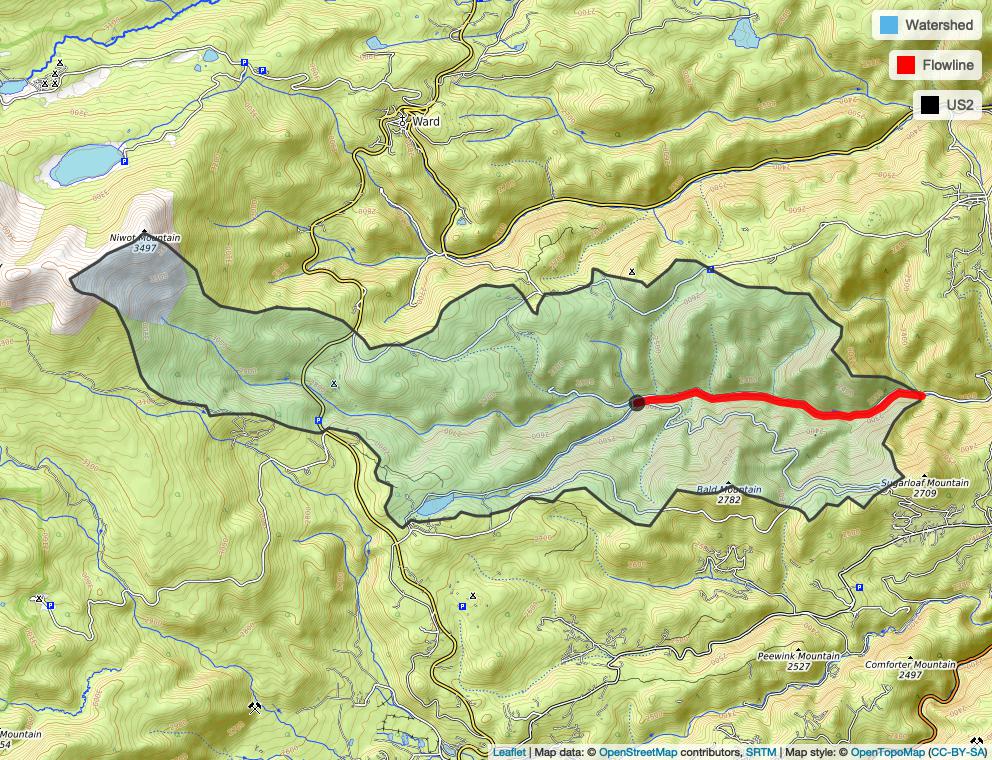 Watershed
Flowline
US2
Ward
Niwot Mountain
3497
Bald Mountain
2782
Sugarloaf Mountain
2709
Peewink Mountain
2527
Comforter Mountain
2497
Mountain
54
Leaflet | Map data: © OpenStreetMap contributors, SRTM | Map style: © OpenTopoMap (CC-BY-SA)